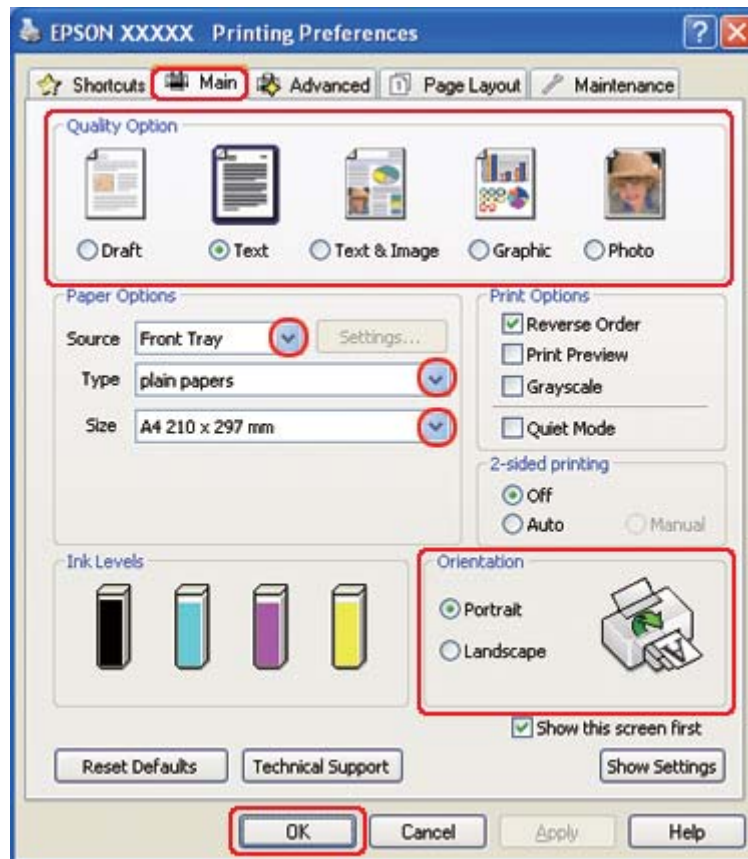 EPSON XXXXX Printing Preferences
Shortcuts Main Advanced Page Layout Maintenance
Quality Option
Draft Text Text & Image Graphic Photo
Paper Options
Source Front Tray Settings...
Type plain papers
Size A4 210 x 297 mm
Print Options
Reverse Order
Print Preview
Grayscale
Quiet Mode
2-sided printing
Off
Auto Manual
Ink Levels
Orientation
Portrait
Landscape
Show this screen first
Reset Defaults Technical Support Show Settings
OK Cancel Apply Help